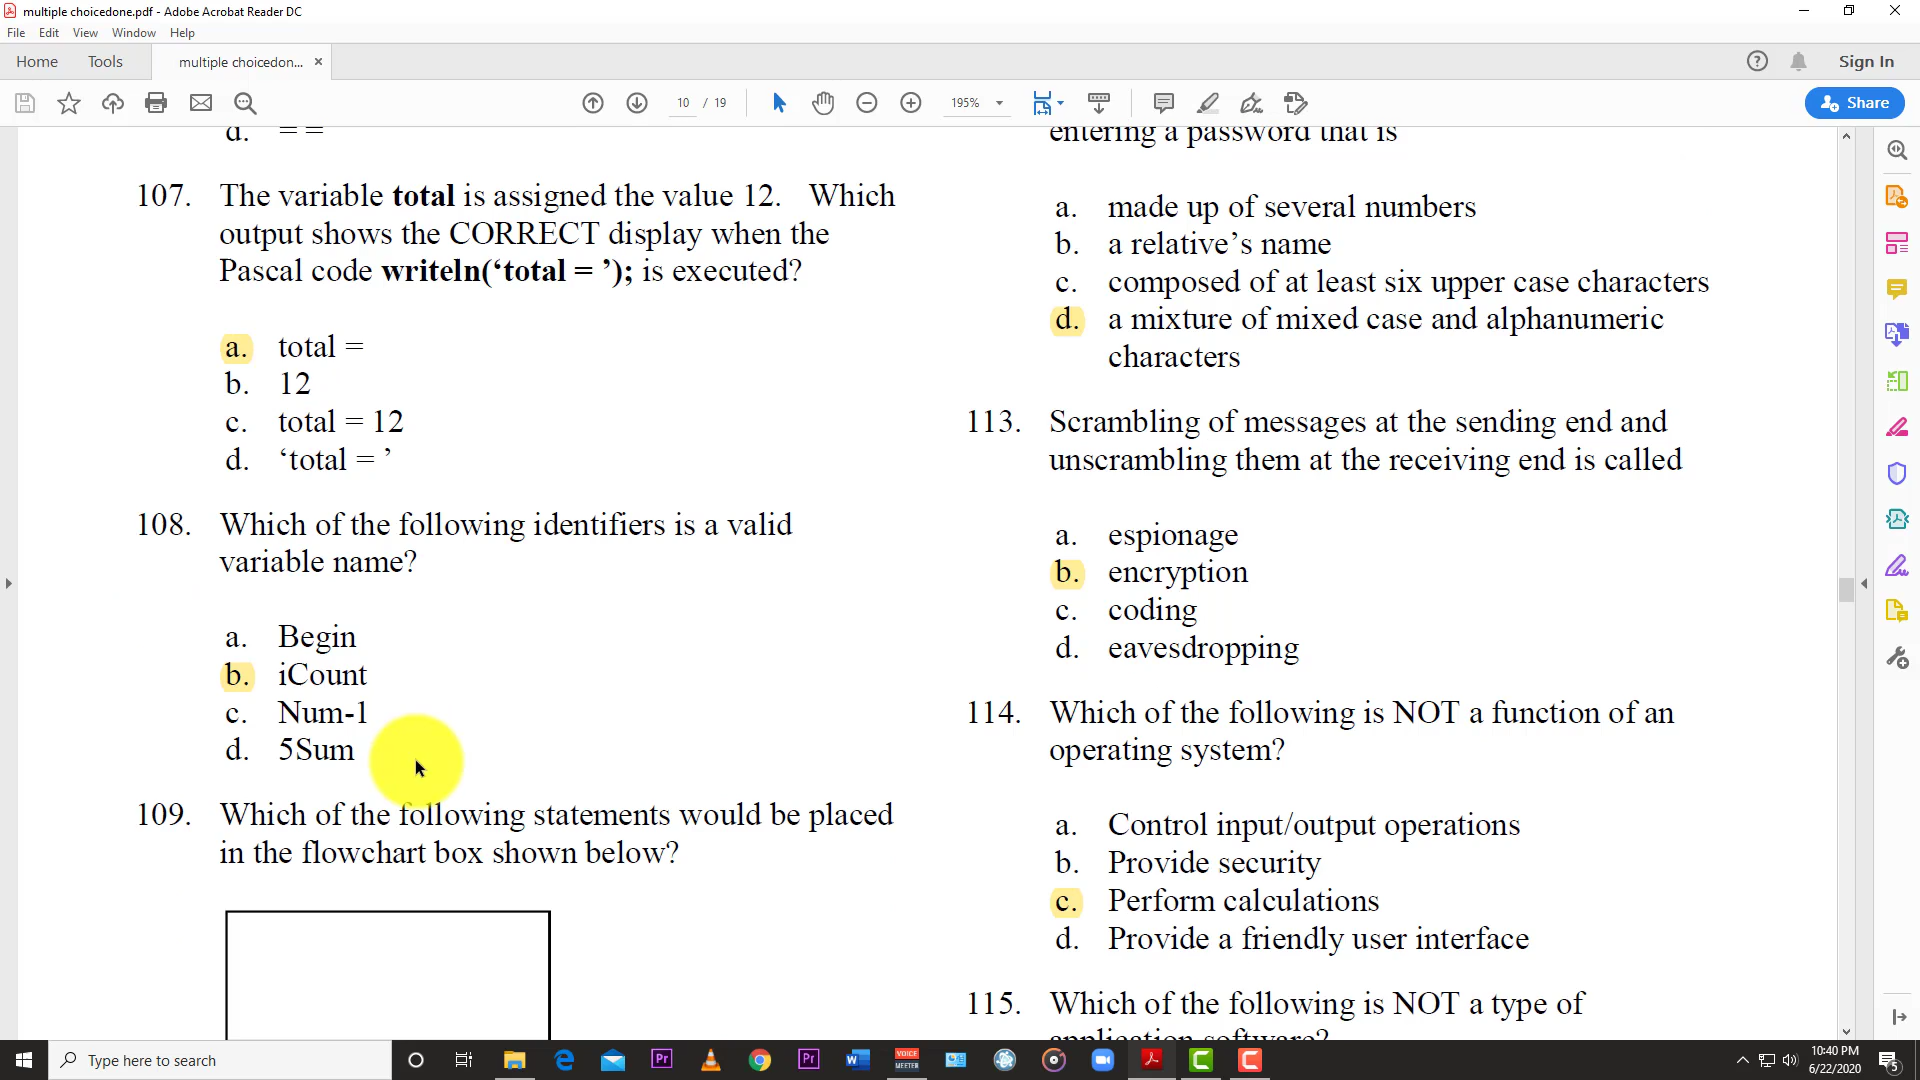 multiple choicedone.pdf - Adobe Acrobat Reader DC
File Edit View Window Help
Home Tools multiple choicedon... × Sign In
10 / 19 195% Share
d. = =
107. The variable total is assigned the value 12. Which
output shows the CORRECT display when the
Pascal code writeln(‘total = ’); is executed?
a. total =
b. 12
c. total = 12
d. ‘total = ’
108. Which of the following identifiers is a valid
variable name?
a. Begin
b. iCount
c. Num-1
d. 5Sum
109. Which of the following statements would be placed
in the flowchart box shown below?
entering a password that is
a. made up of several numbers
b. a relative’s name
c. composed of at least six upper case characters
d. a mixture of mixed case and alphanumeric
characters
113. Scrambling of messages at the sending end and
unscrambling them at the receiving end is called
a. espionage
b. encryption
c. coding
d. eavesdropping
114. Which of the following is NOT a function of an
operating system?
a. Control input/output operations
b. Provide security
c. Perform calculations
d. Provide a friendly user interface
115. Which of the following is NOT a type of
application software?
Type here to search
Pr
Pr
VOICE
MEETER
10:40 PM
6/22/2020
5